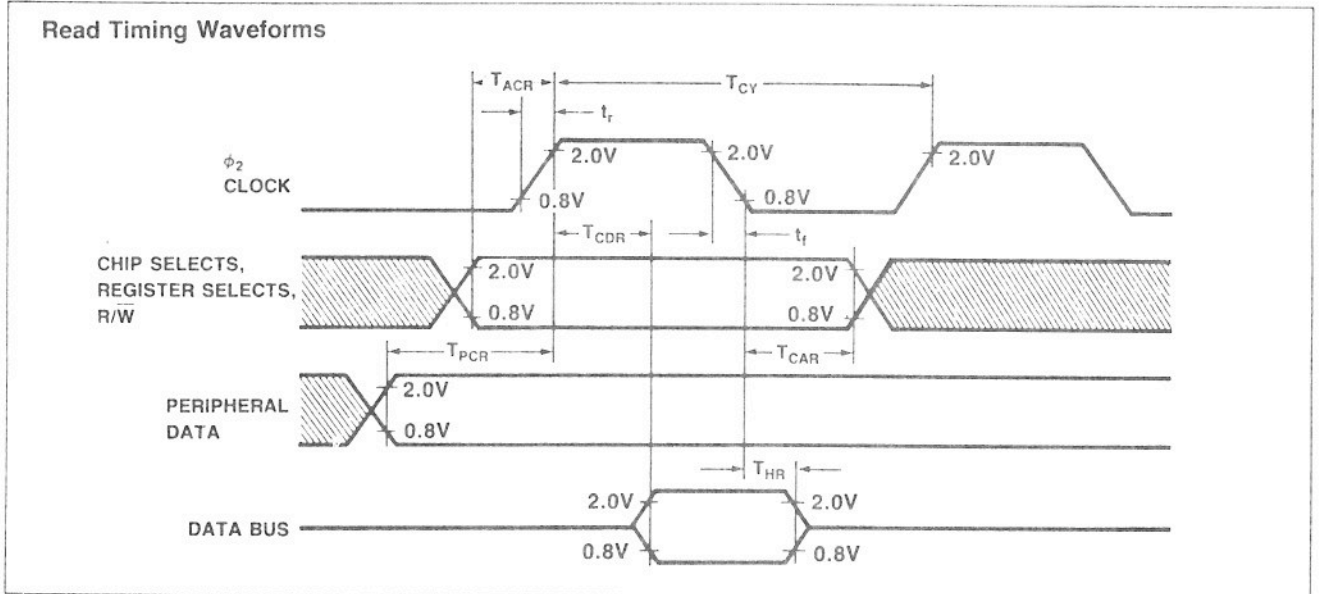 Read Timing Waveforms
T_ACR
T_CY
t_r
ϕ_2
CLOCK
2.0V
2.0V
2.0V
0.8V
0.8V
T_CDR
t_f
CHIP SELECTS,
REGISTER SELECTS,
R/W̅
2.0V
2.0V
0.8V
0.8V
T_PCR
T_CAR
PERIPHERAL
DATA
2.0V
0.8V
T_HR
DATA BUS
2.0V
2.0V
0.8V
0.8V